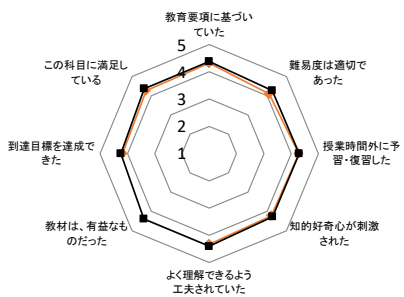 教育要項に基づい
ていた
難易度は適切で
あった
授業時間外に予
習・復習した
知的好奇心が刺激
された
よく理解できるよう
工夫されていた
教材は、有益なも
のだった
到達目標を達成で
きた
この科目に満足し
ている
5
4
3
2
1